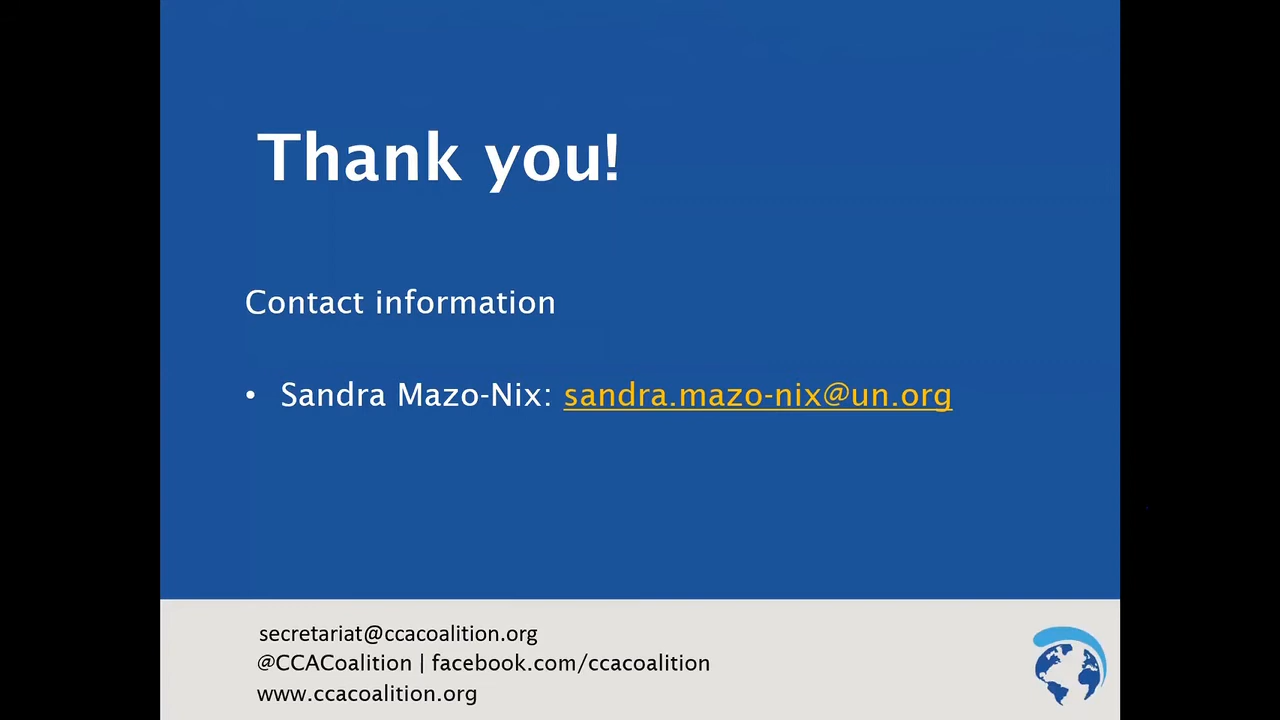 Thank you!
Contact information
• Sandra Mazo-Nix: sandra.mazo-nix@un.org
secretariat@ccacoalition.org
@CCACoalition | facebook.com/ccacoalition
www.ccacoalition.org